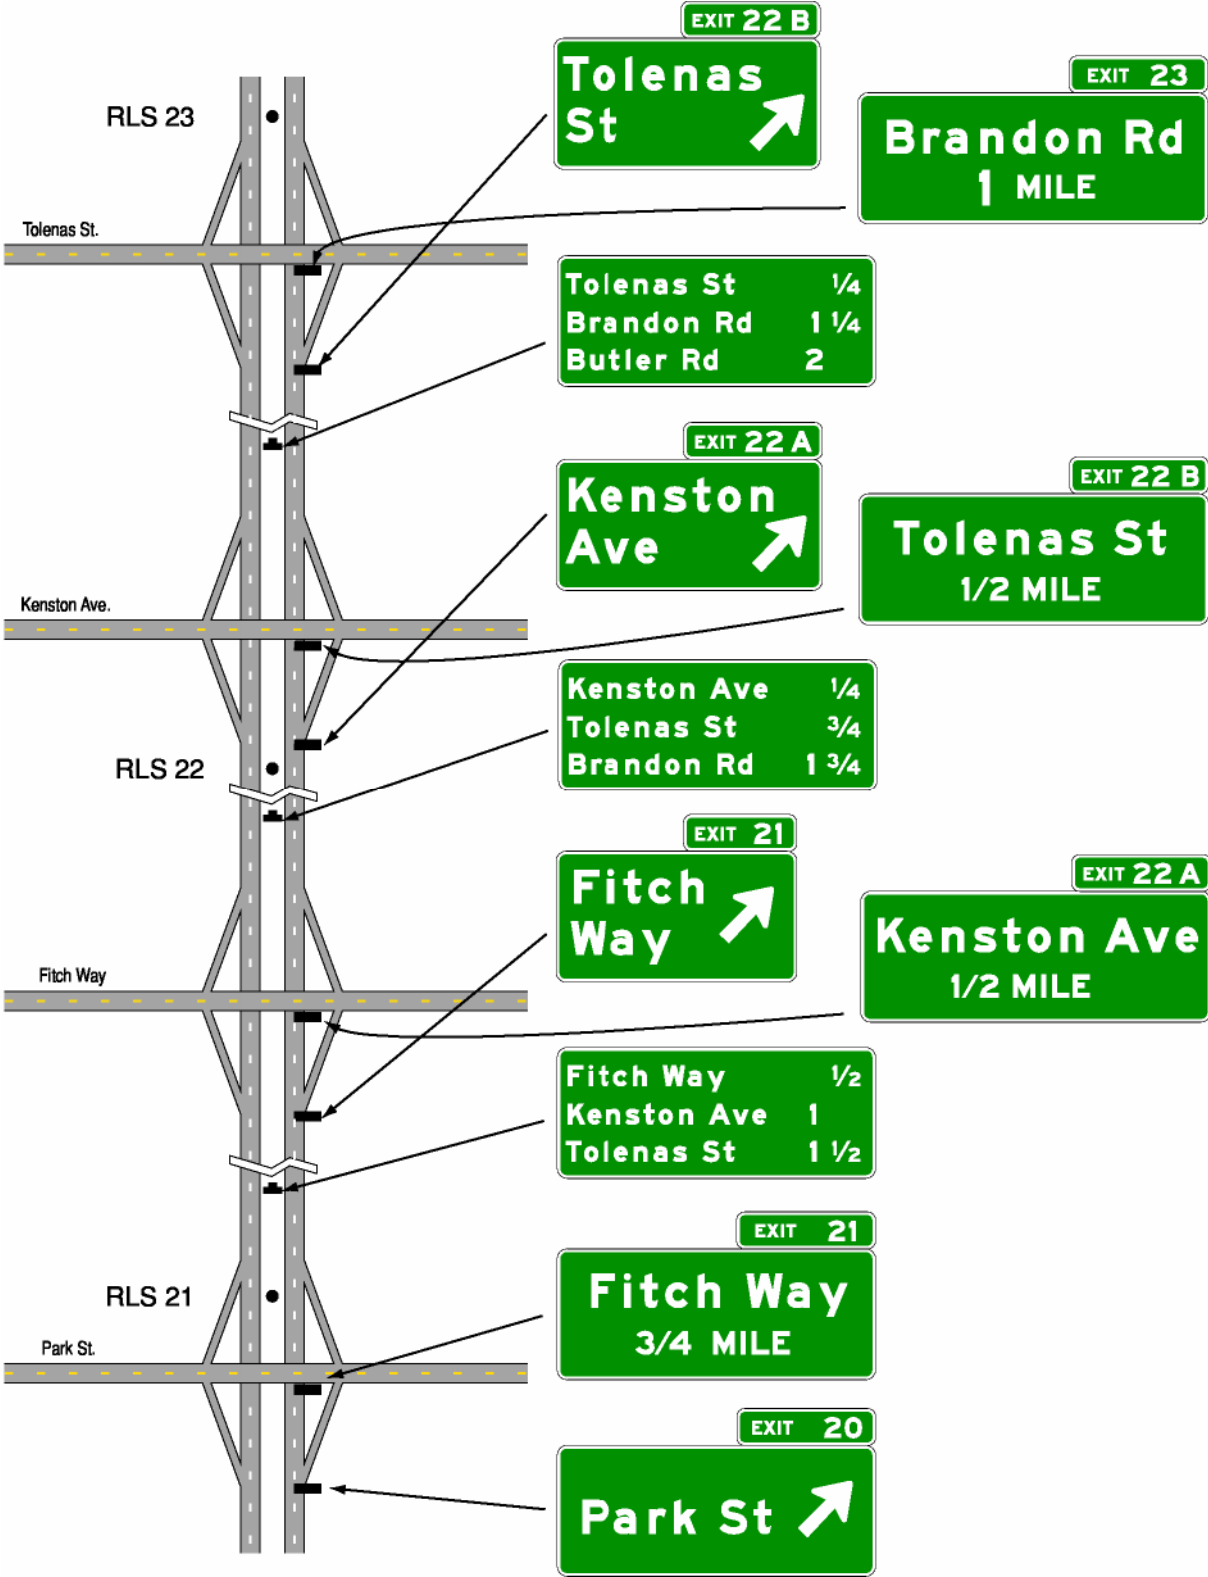 EXIT 22 B
Tolenas
St
EXIT 23
Brandon Rd
1 MILE
RLS 23
Tolenas St.
Tolenas St 1/4
Brandon Rd 1 1/4
Butler Rd 2
EXIT 22 A
Kenston
Ave
EXIT 22 B
Tolenas St
1/2 MILE
Kenston Ave.
Kenston Ave 1/4
Tolenas St 3/4
Brandon Rd 1 3/4
RLS 22
EXIT 21
Fitch
Way
EXIT 22 A
Kenston Ave
1/2 MILE
Fitch Way
Fitch Way 1/2
Kenston Ave 1
Tolenas St 1 1/2
EXIT 21
Fitch Way
3/4 MILE
RLS 21
Park St.
EXIT 20
Park St